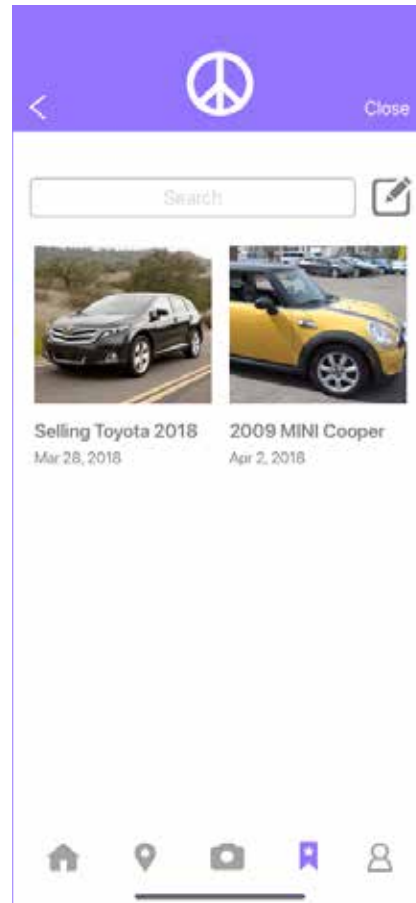 Close
Search
Selling Toyota 2018
Mar 28, 2018
2009 MINI Cooper
Apr 2, 2018